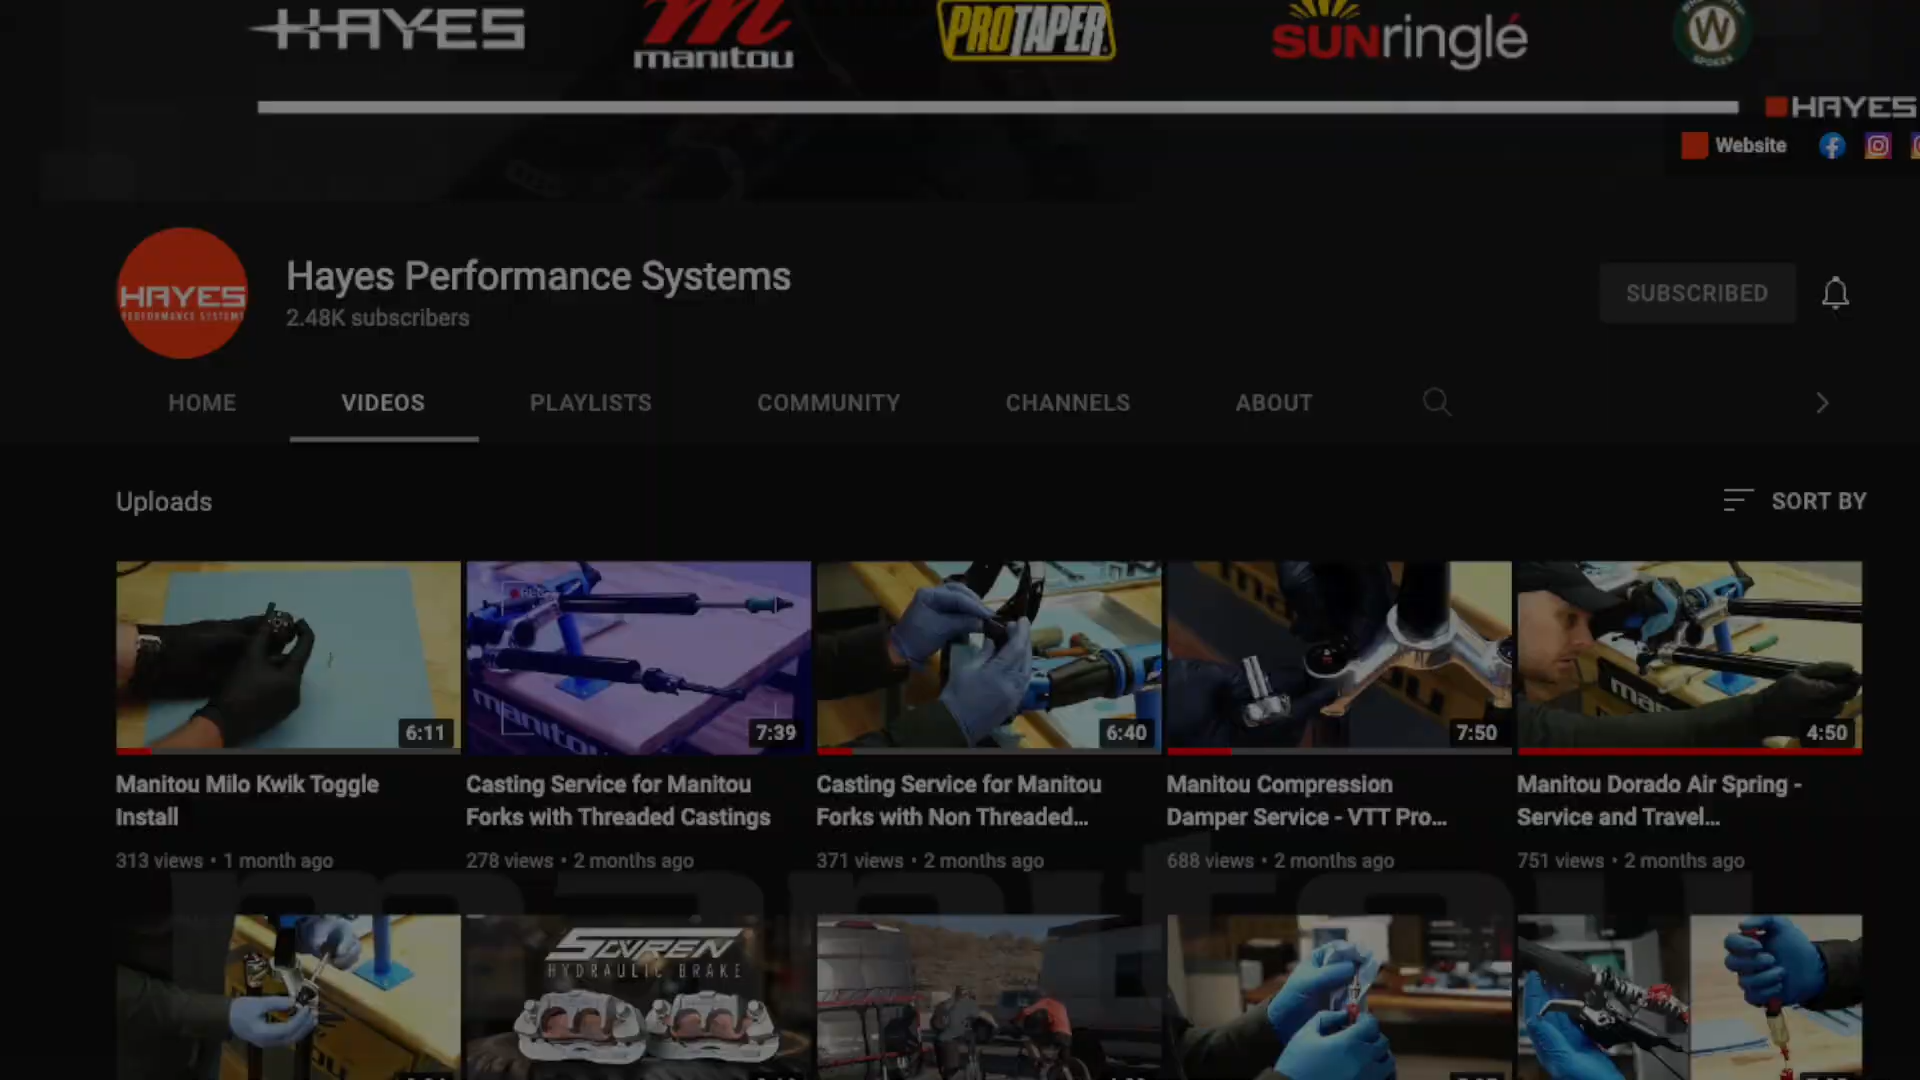 HAYES
manitou
PROTAPER
SUNringlé
W
SPOKES
HAYES
Website
HAYES
PERFORMANCE SYSTEMS
Hayes Performance Systems
2.48K subscribers
SUBSCRIBED
HOME
VIDEOS
PLAYLISTS
COMMUNITY
CHANNELS
ABOUT
Uploads
SORT BY
6:11
7:39
6:40
7:50
4:50
Manitou Milo Kwik Toggle
Install
313 views • 1 month ago
Casting Service for Manitou
Forks with Threaded Castings
278 views • 2 months ago
Casting Service for Manitou
Forks with Non Threaded...
371 views • 2 months ago
Manitou Compression
Damper Service - VTT Pro...
688 views • 2 months ago
Manitou Dorado Air Spring -
Service and Travel...
751 views • 2 months ago
manitou
HYDRAULIC BRAKE